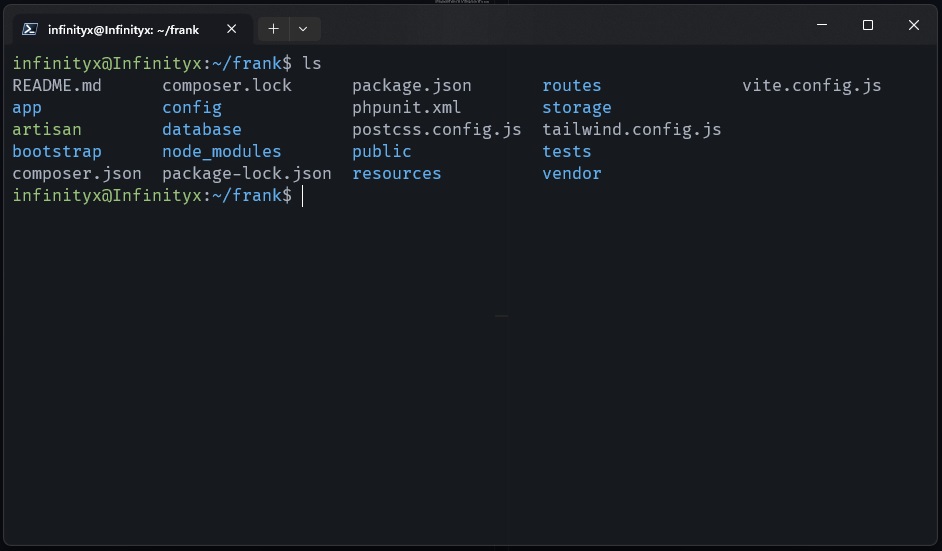 infinityx@Infinityx: ~/frank
infinityx@Infinityx:~/frank$ ls
README.md composer.lock package.json routes vite.config.js
app config phpunit.xml storage
artisan database postcss.config.js tailwind.config.js
bootstrap node_modules public tests
composer.json package-lock.json resources vendor
infinityx@Infinityx:~/frank$